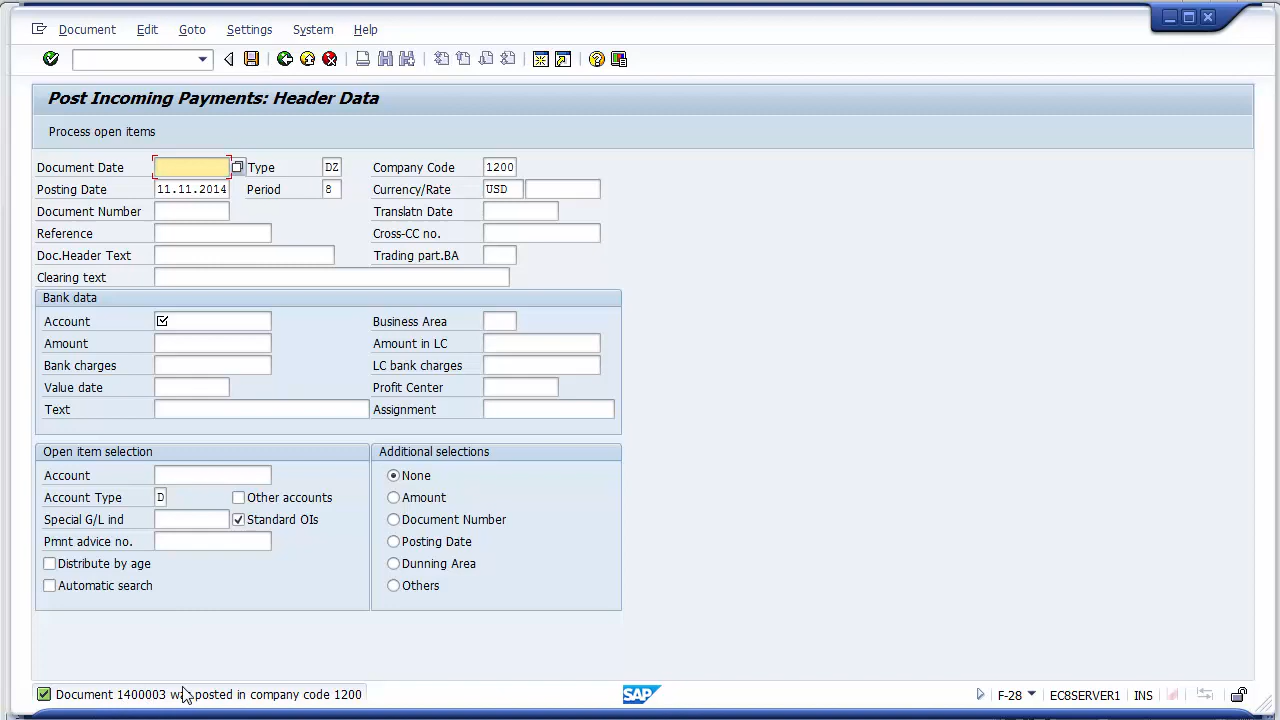 Document Edit Goto Settings System Help
Post Incoming Payments: Header Data
Process open items
Document Date Type DZ Company Code 1200
Posting Date 11.11.2014 Period 8 Currency/Rate USD
Document Number Translatn Date
Reference Cross-CC no.
Doc.Header Text Trading part.BA
Clearing text
Bank data
Account Business Area
Amount Amount in LC
Bank charges LC bank charges
Value date Profit Center
Text Assignment
Open item selection Additional selections
Account None
Account Type D Other accounts Amount
Special G/L ind Standard OIs Document Number
Pmnt advice no. Posting Date
Distribute by age Dunning Area
Automatic search Others
Document 1400003 was posted in company code 1200 SAP F-28 ECSSERVER1 INS